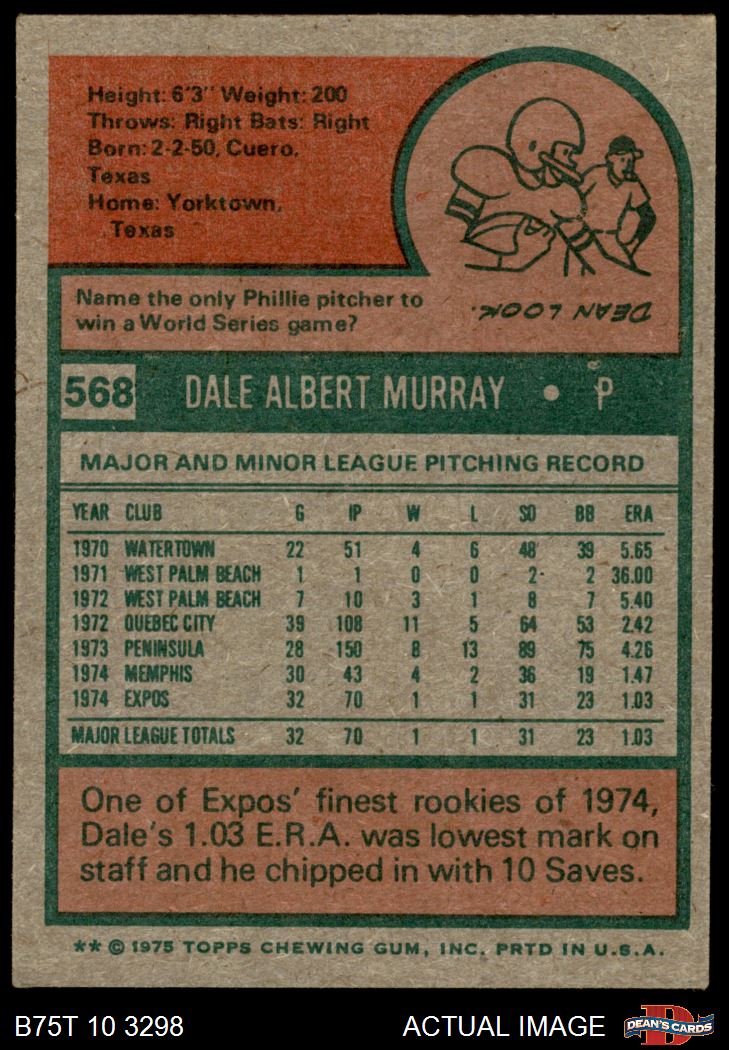 Height: 6'3" Weight: 200
Throws: Right Bats: Right
Born: 2-2-50, Cuero,
Texas
Home: Yorktown,
Texas
Name the only Phillie pitcher to
win a World Series game?
DEAN LOOK.
568 DALE ALBERT MURRAY • P
MAJOR AND MINOR LEAGUE PITCHING RECORD
YEAR CLUB G IP W L SO BB ERA
1970 WATERTOWN 22 51 4 6 48 39 5.65
1971 WEST PALM BEACH 1 1 0 0 2 2 36.00
1972 WEST PALM BEACH 7 10 3 1 8 7 5.40
1972 QUEBEC CITY 39 108 11 5 64 53 2.42
1973 PENINSULA 28 150 8 13 89 75 4.26
1974 MEMPHIS 30 43 4 2 36 19 1.47
1974 EXPOS 32 70 1 1 31 23 1.03
MAJOR LEAGUE TOTALS 32 70 1 1 31 23 1.03
One of Expos' finest rookies of 1974,
Dale's 1.03 E.R.A. was lowest mark on
staff and he chipped in with 10 Saves.
** © 1975 TOPPS CHEWING GUM, INC. PRTD IN U.S.A.
B75T 10 3298 ACTUAL IMAGE DEAN'S CARDS